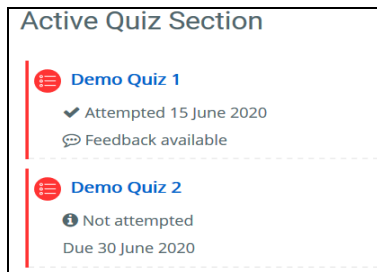 Active Quiz Section
Demo Quiz 1
Attempted 15 June 2020
Feedback available
Demo Quiz 2
Not attempted
Due 30 June 2020